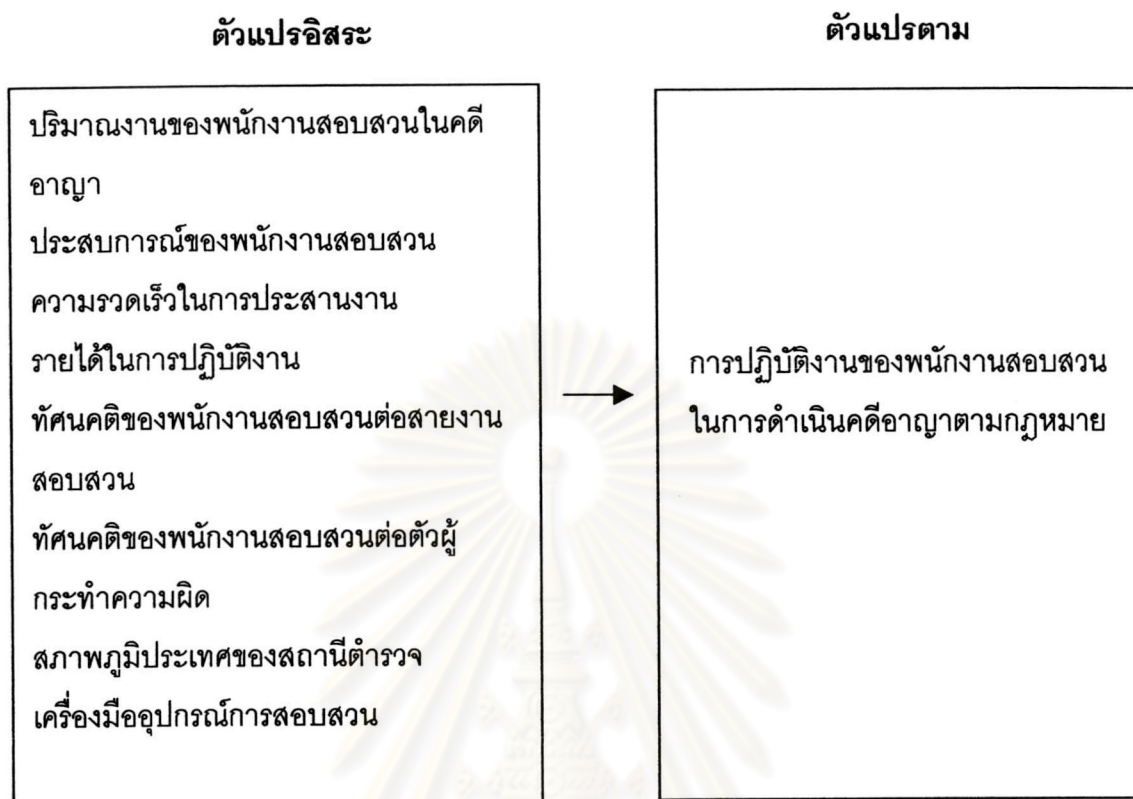 ตัวแปรอิสระ
ตัวแปรตาม
ปริมาณงานของพนักงานสอบสวนในคดี
อาญา
ประสบการณ์ของพนักงานสอบสวน
ความรวดเร็วในการประสานงาน
รายได้ในการปฏิบัติงาน
ทัศนคติของพนักงานสอบสวนต่อสายงาน
สอบสวน
ทัศนคติของพนักงานสอบสวนต่อตัวผู้
กระทำความผิด
สภาพภูมิประเทศของสถานีตำรวจ
เครื่องมืออุปกรณ์การสอบสวน
การปฏิบัติงานของพนักงานสอบสวน
ในการดำเนินคดีอาญาตามกฎหมาย